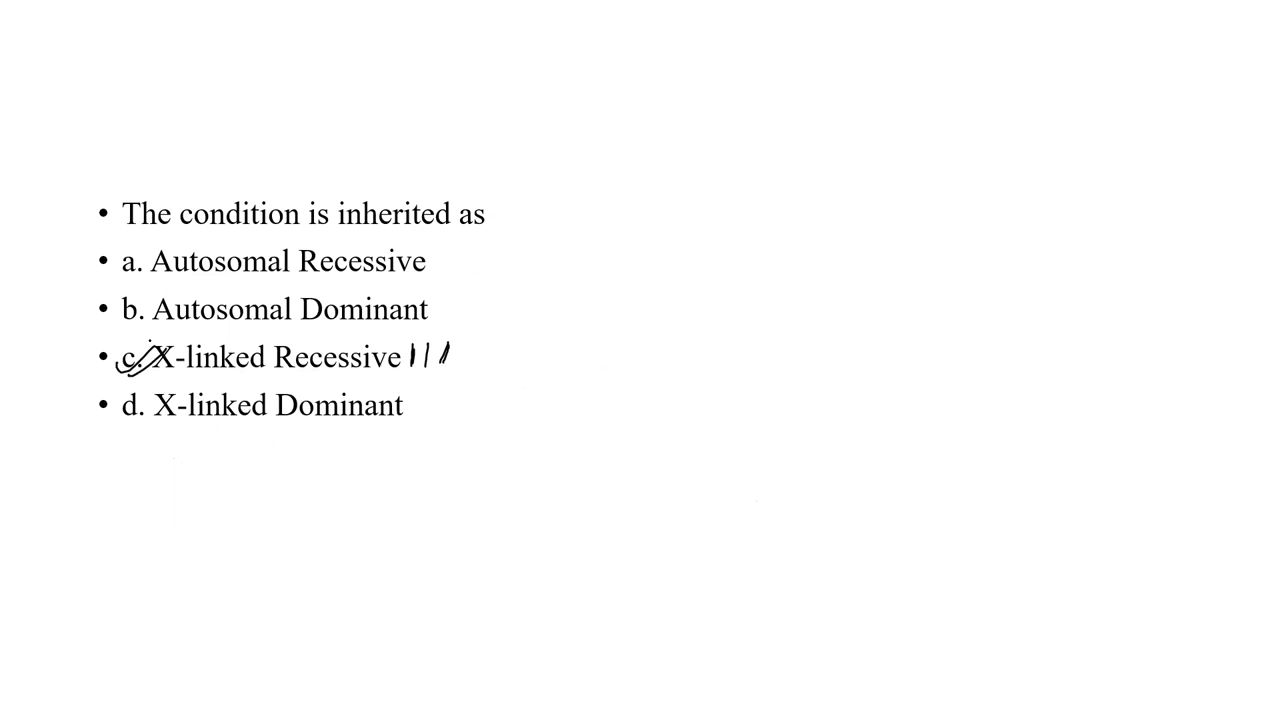 • The condition is inherited as
• a. Autosomal Recessive
• b. Autosomal Dominant
• c. X-linked Recessive
• d. X-linked Dominant